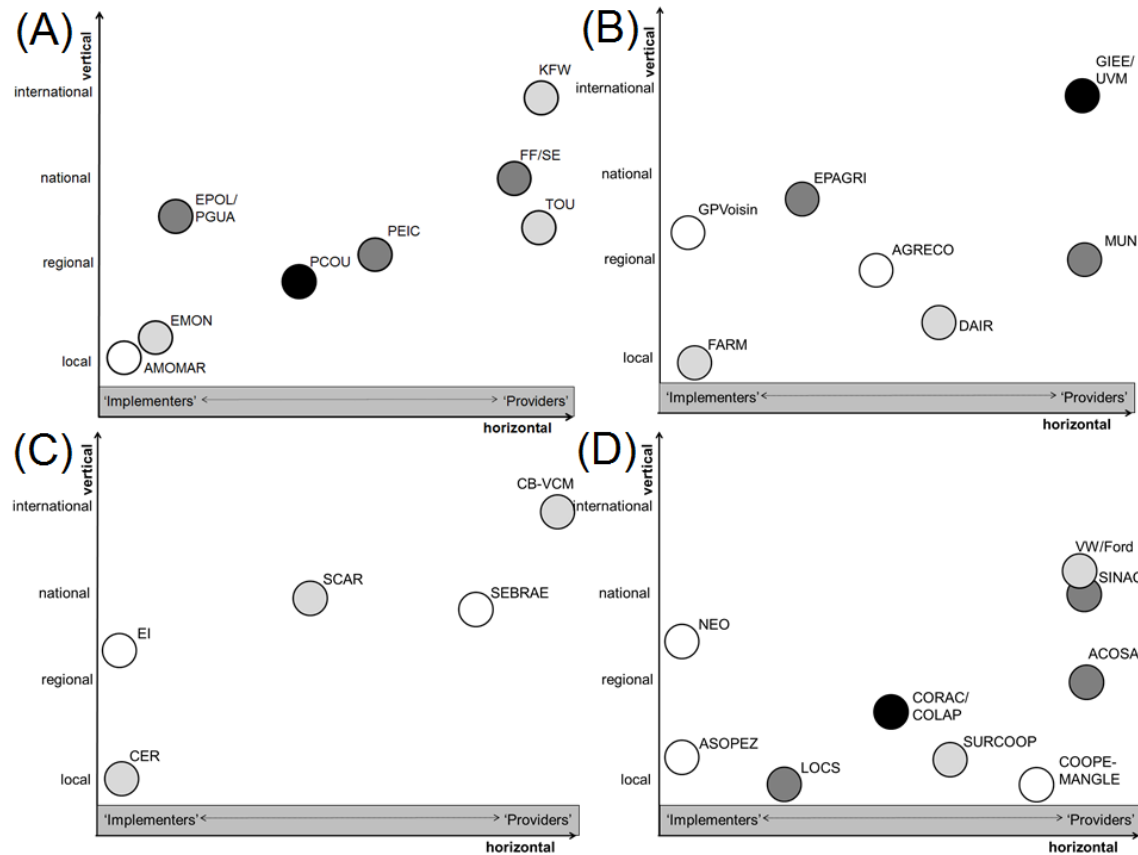 (A)
vertical
international
national
regional
local
KFW
FF/SE
EPOL/
PGUA
TOU
PEIC
PCOU
EMON
AMOMAR
'Implementers'
'Providers'
horizontal
(B)
vertical
international
national
regional
local
GIEE/
UVM
EPAGRI
GPVoisin
MUN
AGRECO
DAIR
FARM
'Implementers'
'Providers'
horizontal
(C)
vertical
international
national
regional
local
CB-VCM
SCAR
SEBRAE
EI
CER
'Implementers'
'Providers'
horizontal
(D)
vertical
international
national
regional
local
VW/Ford
SINAC
NEO
ACOSA
CORAC/
COLAP
ASOPEZ
SURCOOP
LOCS
COOPE-
MANGLE
'Implementers'
'Providers'
horizontal